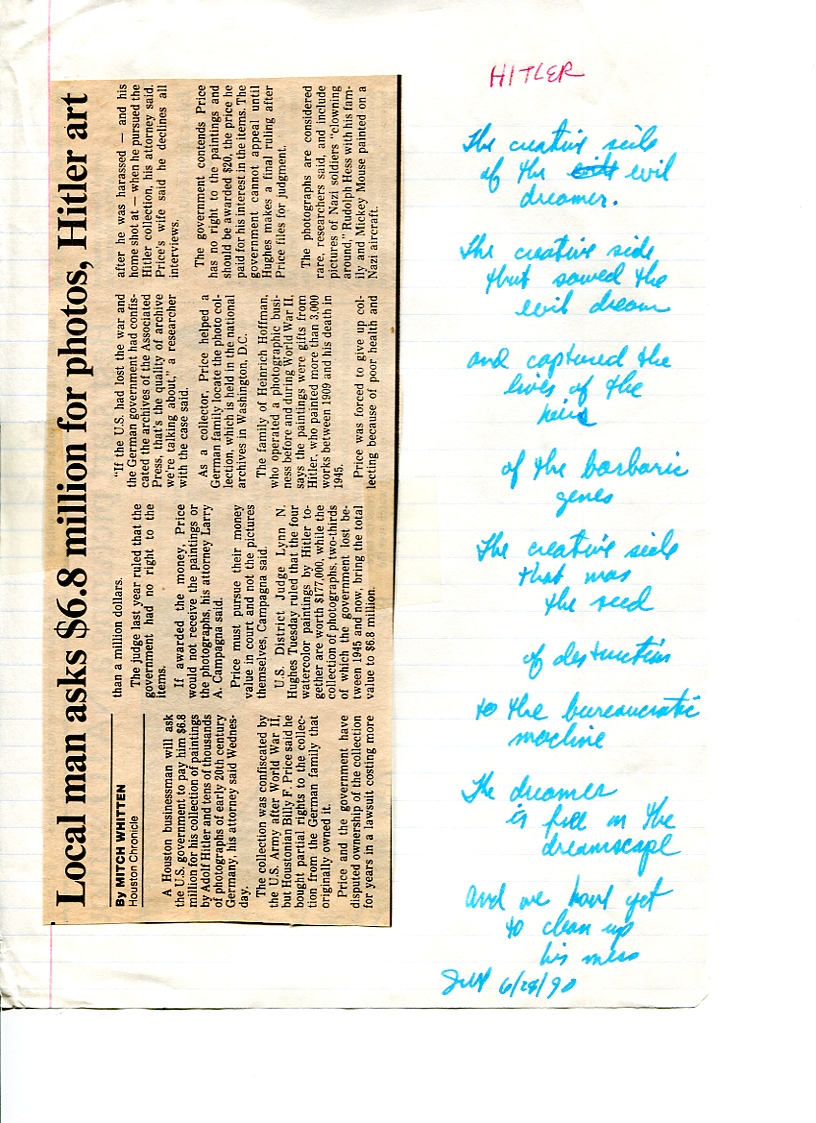 Local man asks $6.8 million for photos, Hitler art
By MITCH WHITTEN
Houston Chronicle
A Houston businessman will ask
the U.S. government to pay him $6.8
million for his collection of paintings
by Adolf Hitler and tens of thousands
of photographs of early 20th century
Germany, his attorney said Wednes-
day.
The collection was confiscated by
the U.S. Army after World War II,
but Houstonian Billy F. Price said he
bought partial rights to the collec-
tion from the German family that
originally owned it.
Price and the government have
disputed ownership of the collection
for years in a lawsuit costing more
than a million dollars.
The judge last year ruled that the
government had no right to the
items.
If awarded the money, Price
would not receive the paintings or
the photographs, his attorney Larry
A. Campagna said.
Price must pursue their money
value in court and not the pictures
themselves, Campagna said.
U.S. District Judge Lynn N.
Hughes Tuesday ruled that the four
watercolor paintings by Hitler to-
gether are worth $177,000, while the
collection of photographs, two-thirds
of which the government lost be-
tween 1945 and now, bring the total
value to $6.8 million.
"If the U.S. had lost the war and
the German government had confis-
cated the archives of the Associated
Press, that's the quality of archive
we're talking about," a researcher
with the case said.
As a collector, Price helped a
German family locate the photo col-
lection, which is held in the national
archives in Washington, D.C.
The family of Heinrich Hoffman,
who operated a photographic busi-
ness before and during World War II,
says the paintings were gifts from
Hitler, who painted more than 3,000
works between 1909 and his death in
1945.
Price was forced to give up col-
lecting because of poor health and
after he was harassed — and his
home shot at — when he pursued the
Hitler collection, his attorney said.
Price's wife said he declines all
interviews.
The government contends Price
has no right to the paintings and
should be awarded $20, the price he
paid for his interest in the items. The
government cannot appeal until
Hughes makes a final ruling after
Price files for judgment.
The photographs are considered
rare, researchers said, and include
pictures of Nazi soldiers "clowning
around," Rudolph Hess with his fam-
ily and Mickey Mouse painted on a
Nazi aircraft.
HITLER
The creative side
of the evil
dreamer.
The creative side
that sowed the
evil dream
and captured the
lives of the
heirs
of the barbaric
genes
The creative side
that was
the seed
of destruction
to the bureaucratic
machine
The dreamer
is free in the
dreamscape
And we have yet
to clean up
his mess
6/28/90